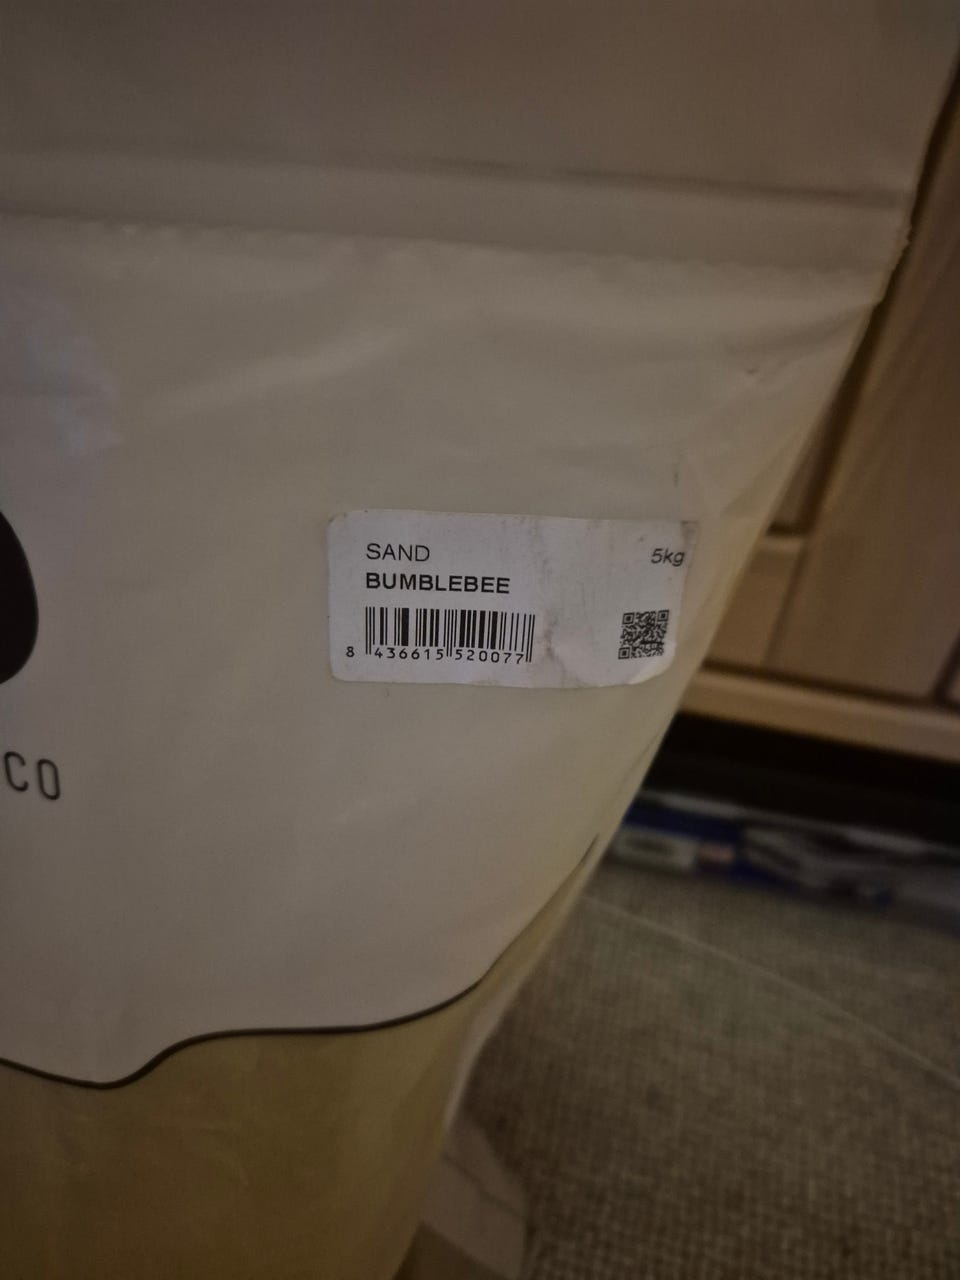 SAND 5kg
BUMBLEBEE
8 436615 520077
CO